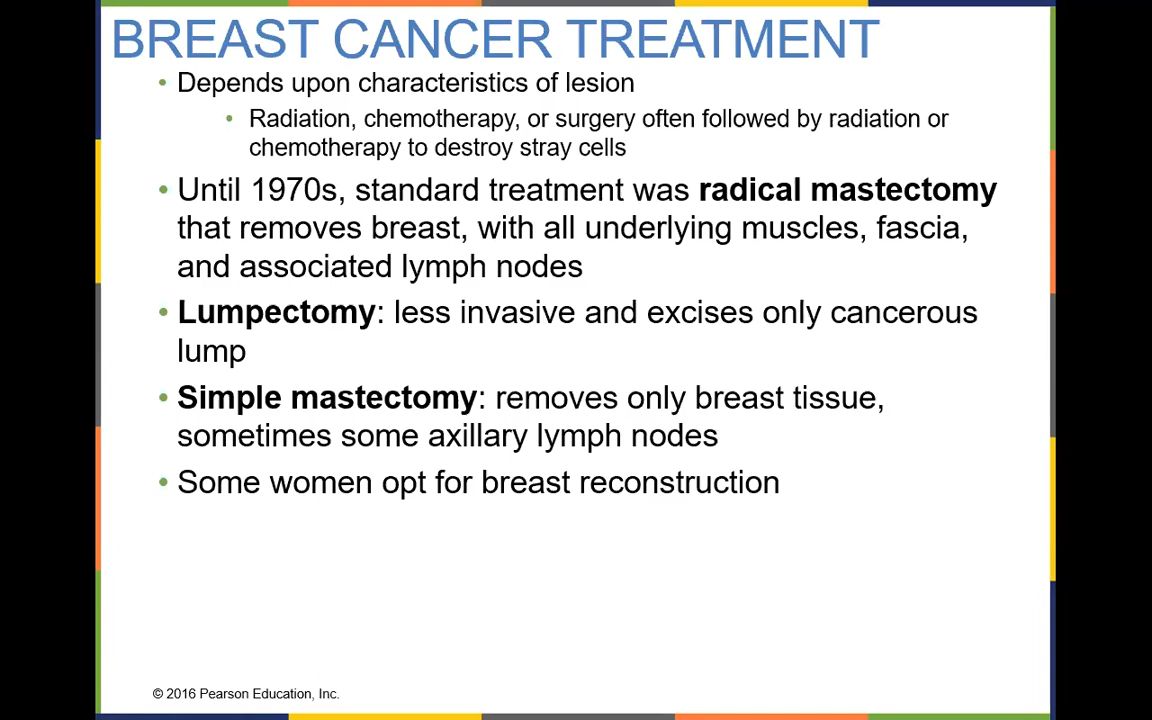 BREAST CANCER TREATMENT
• Depends upon characteristics of lesion
• Radiation, chemotherapy, or surgery often followed by radiation or
chemotherapy to destroy stray cells
• Until 1970s, standard treatment was radical mastectomy
that removes breast, with all underlying muscles, fascia,
and associated lymph nodes
• Lumpectomy: less invasive and excises only cancerous
lump
• Simple mastectomy: removes only breast tissue,
sometimes some axillary lymph nodes
• Some women opt for breast reconstruction
© 2016 Pearson Education, Inc.